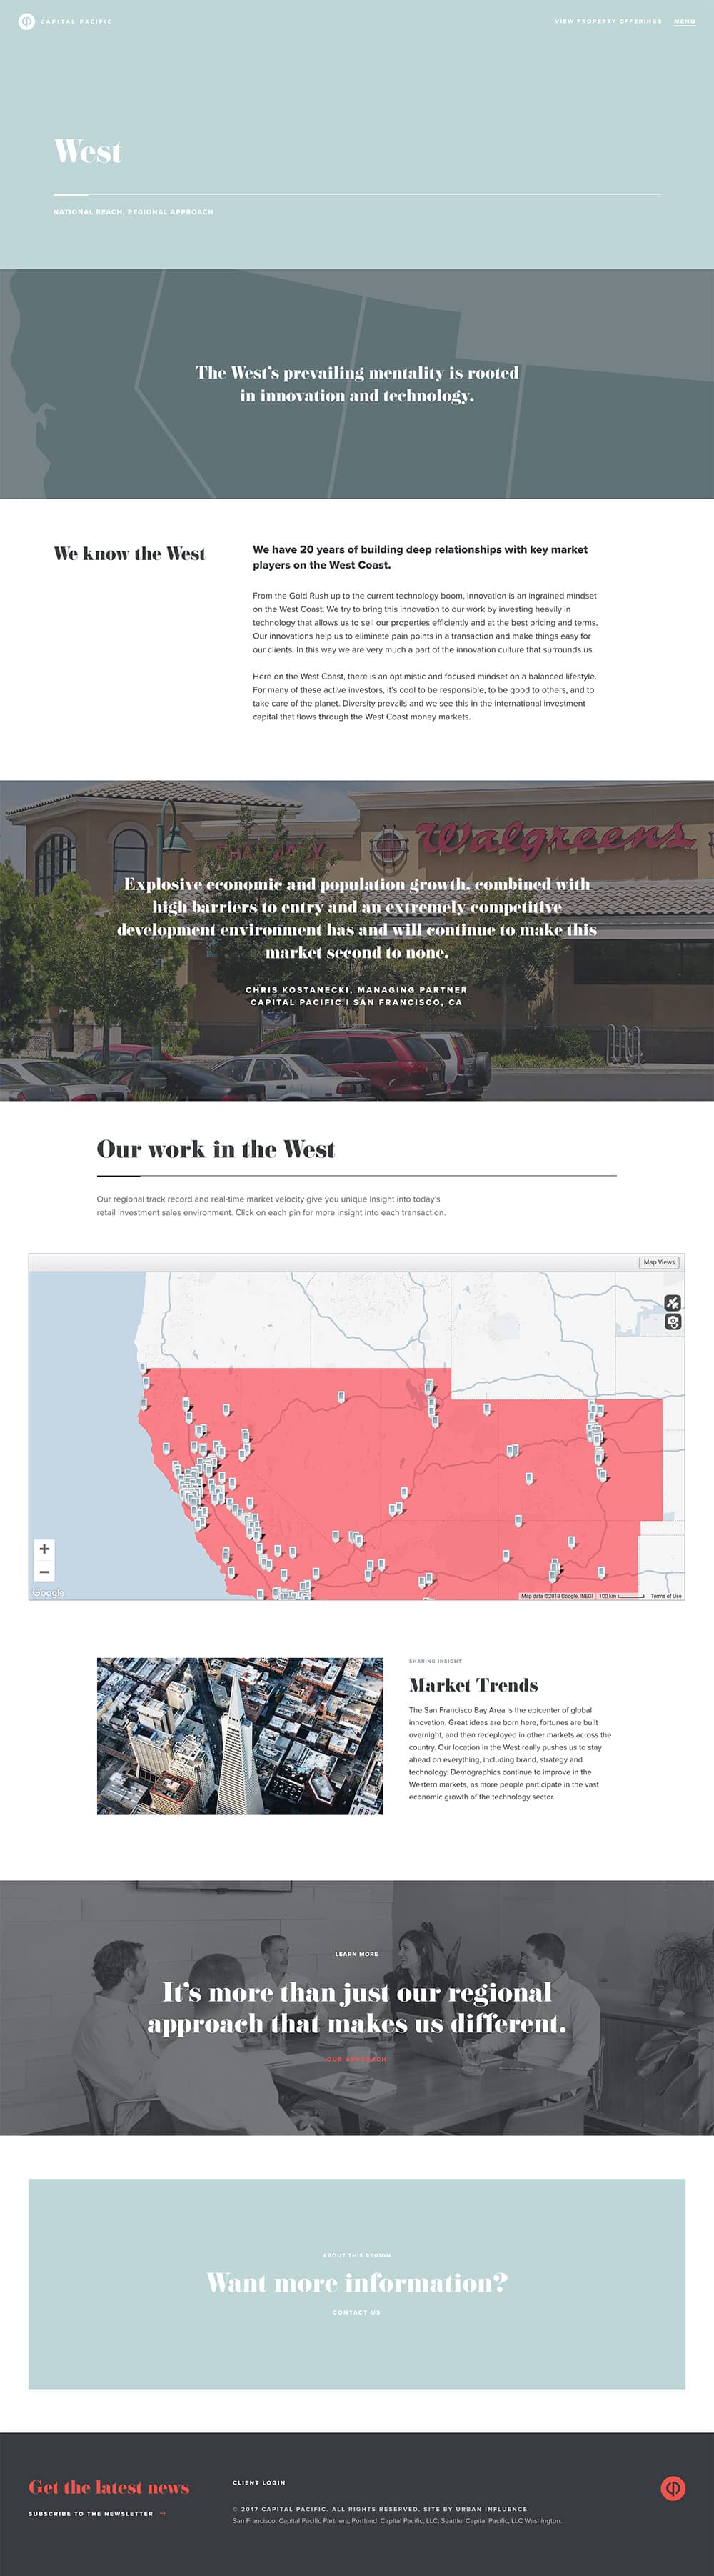 CAPITAL PACIFIC
VIEW PROPERTY OFFERINGS
MENU
West
NATIONAL REACH, REGIONAL APPROACH
The West's prevailing mentality is rooted
in innovation and technology.
We know the West
We have 20 years of building deep relationships with key market
players on the West Coast.
From the Gold Rush up to the current technology boom, innovation is an ingrained mindset
on the West Coast. We try to bring this innovation to our work by investing heavily in
technology that allows us to sell our properties efficiently and at the best pricing and terms.
Our innovations help us to eliminate pain points in a transaction and make things easy for
our clients. In this way we are very much a part of the innovation culture that surrounds us.
Here on the West Coast, there is an optimistic and focused mindset on a balanced lifestyle.
For many of these active investors, it's cool to be responsible, to be good to others, and to
take care of the planet. Diversity prevails and we see this in the international investment
capital that flows through the West Coast money markets.
Walgreens
Explosive economic and population growth, combined with
high barriers to entry and an extremely competitive
development environment has and will continue to make this
market second to none.
CHRIS KOSTANECKI, MANAGING PARTNER
CAPITAL PACIFIC | SAN FRANCISCO, CA
Our work in the West
Our regional track record and real-time market velocity give you unique insight into today's
retail investment sales environment. Click on each pin for more insight into each transaction.
Map Views
+
−
Google
Map data ©2018 Google, INEGI
100 km
Terms of Use
SHARING INSIGHT
Market Trends
The San Francisco Bay Area is the epicenter of global
innovation. Great ideas are born here, fortunes are built
overnight, and then redeployed in other markets across the
country. Our location in the West really pushes us to stay
ahead on everything, including brand, strategy and
technology. Demographics continue to improve in the
Western markets, as more people participate in the vast
economic growth of the technology sector.
LEARN MORE
It's more than just our regional
approach that makes us different.
OUR APPROACH
ABOUT THIS REGION
Want more information?
CONTACT US
Get the latest news
SUBSCRIBE TO THE NEWSLETTER →
CLIENT LOGIN
© 2017 CAPITAL PACIFIC. ALL RIGHTS RESERVED. SITE BY URBAN INFLUENCE
San Francisco: Capital Pacific Partners; Portland: Capital Pacific, LLC; Seattle: Capital Pacific, LLC Washington.